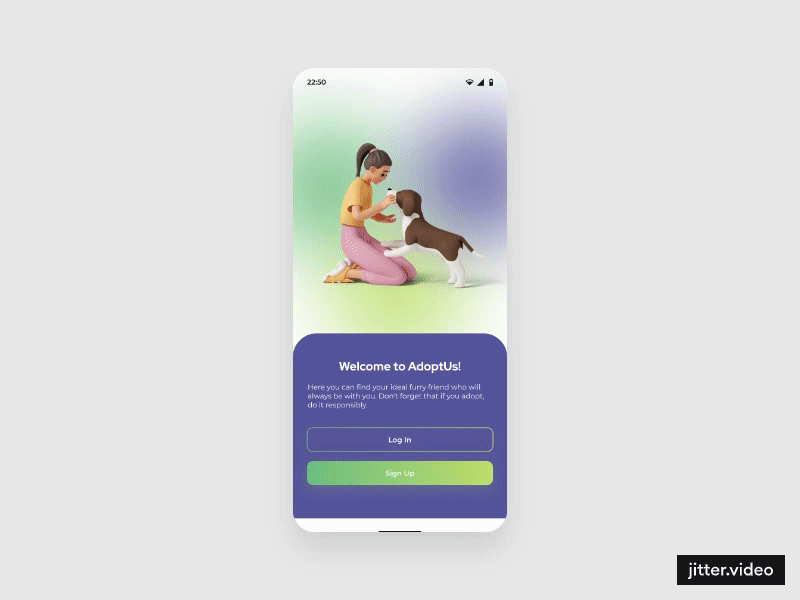 22:50
Welcome to AdoptUs!
Here you can find your ideal furry friend who will
always be with you. Don't forget that if you adopt,
do it responsibly.
Log In
Sign Up
jitter.video